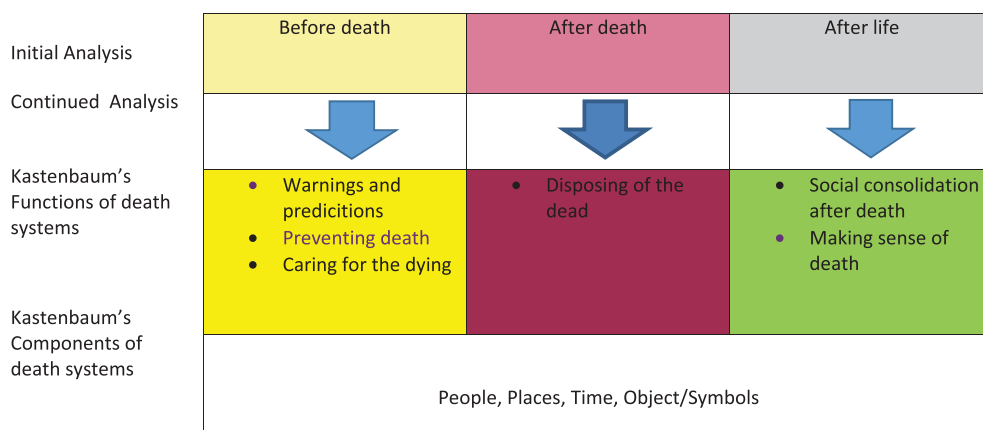 Before death
After death
After life
Initial Analysis
Continued Analysis
Kastenbaum's
Functions of death
systems
• Warnings and
predicitions
• Preventing death
• Caring for the dying
• Disposing of the
dead
• Social consolidation
after death
• Making sense of
death
Kastenbaum's
Components of
death systems
People, Places, Time, Object/Symbols